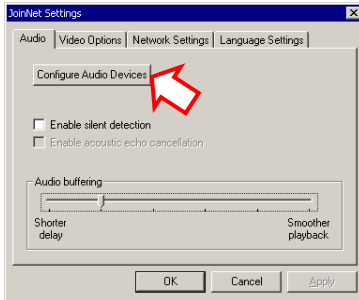 JoinNet Settings
Audio Video Options Network Settings Language Settings
Configure Audio Devices
Enable silent detection
Enable acoustic echo cancellation
Audio buffering
Shorter delay
Smoother playback
OK Cancel Apply